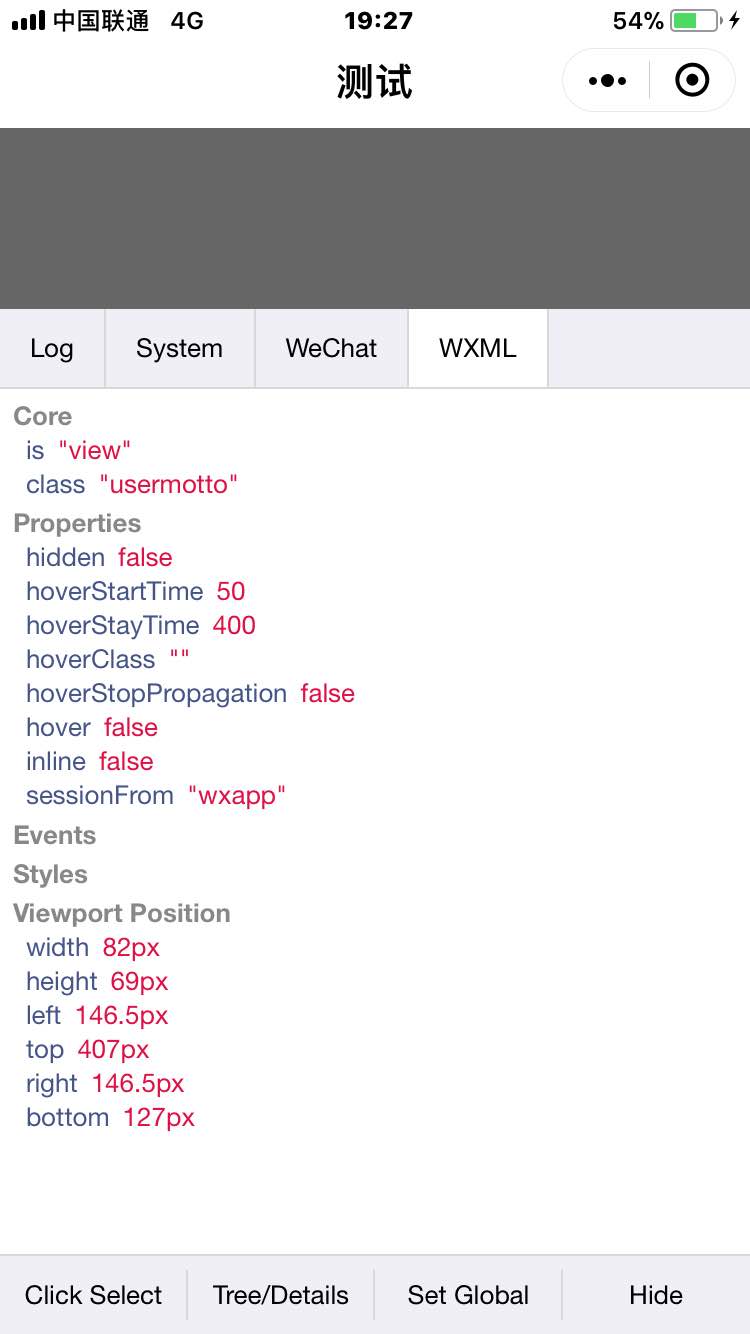 中国联通 4G 19:27 54%
测试
Log System WeChat WXML
Core
is "view"
class "usermotto"
Properties
hidden false
hoverStartTime 50
hoverStayTime 400
hoverClass ""
hoverStopPropagation false
hover false
inline false
sessionFrom "wxapp"
Events
Styles
Viewport Position
width 82px
height 69px
left 146.5px
top 407px
right 146.5px
bottom 127px
Click Select Tree/Details Set Global Hide